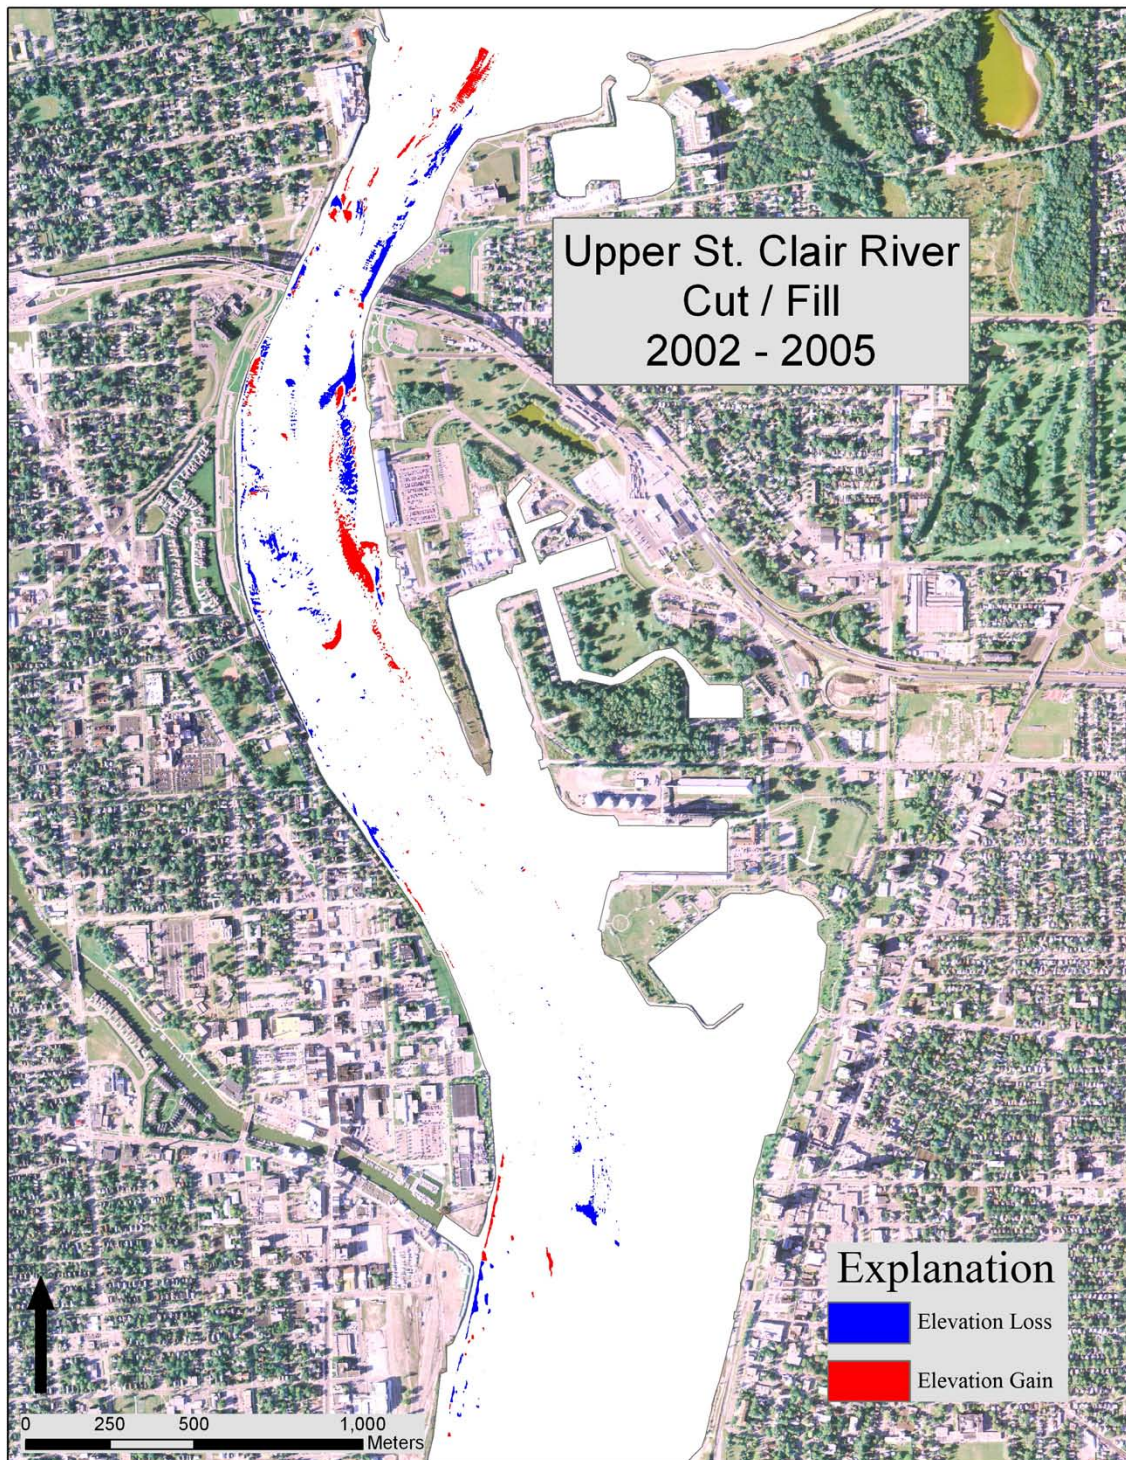 Upper St. Clair River
Cut / Fill
2002 - 2005
Explanation
Elevation Loss
Elevation Gain
0 250 500 1,000
Meters